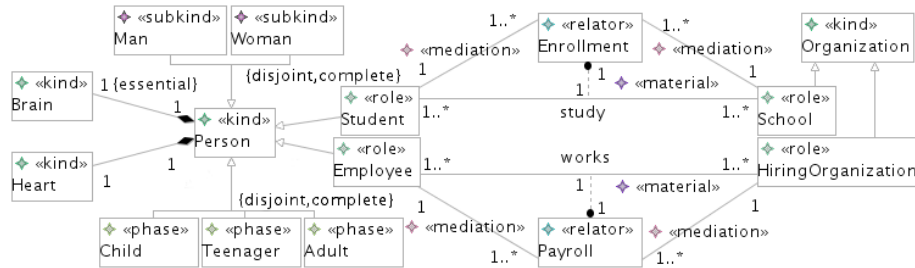 «subkind»
Man
«subkind»
Woman
{disjoint,complete}
«kind»
Brain
1 {essential}
1
«kind»
Person
«kind»
Heart
1
1
{disjoint,complete}
«phase»
Child
«phase»
Teenager
«phase»
Adult
«role»
Student
«role»
Employee
1..*
«relator»
Enrollment
1..*
«mediation»
«mediation»
1
1
1
1
«material»
1..*
study
1..*
«kind»
Organization
«role»
School
1..*
works
1..*
«role»
HiringOrganization
1
«material»
1
1
1
«mediation»
«mediation»
1..*
«relator»
Payroll
1..*